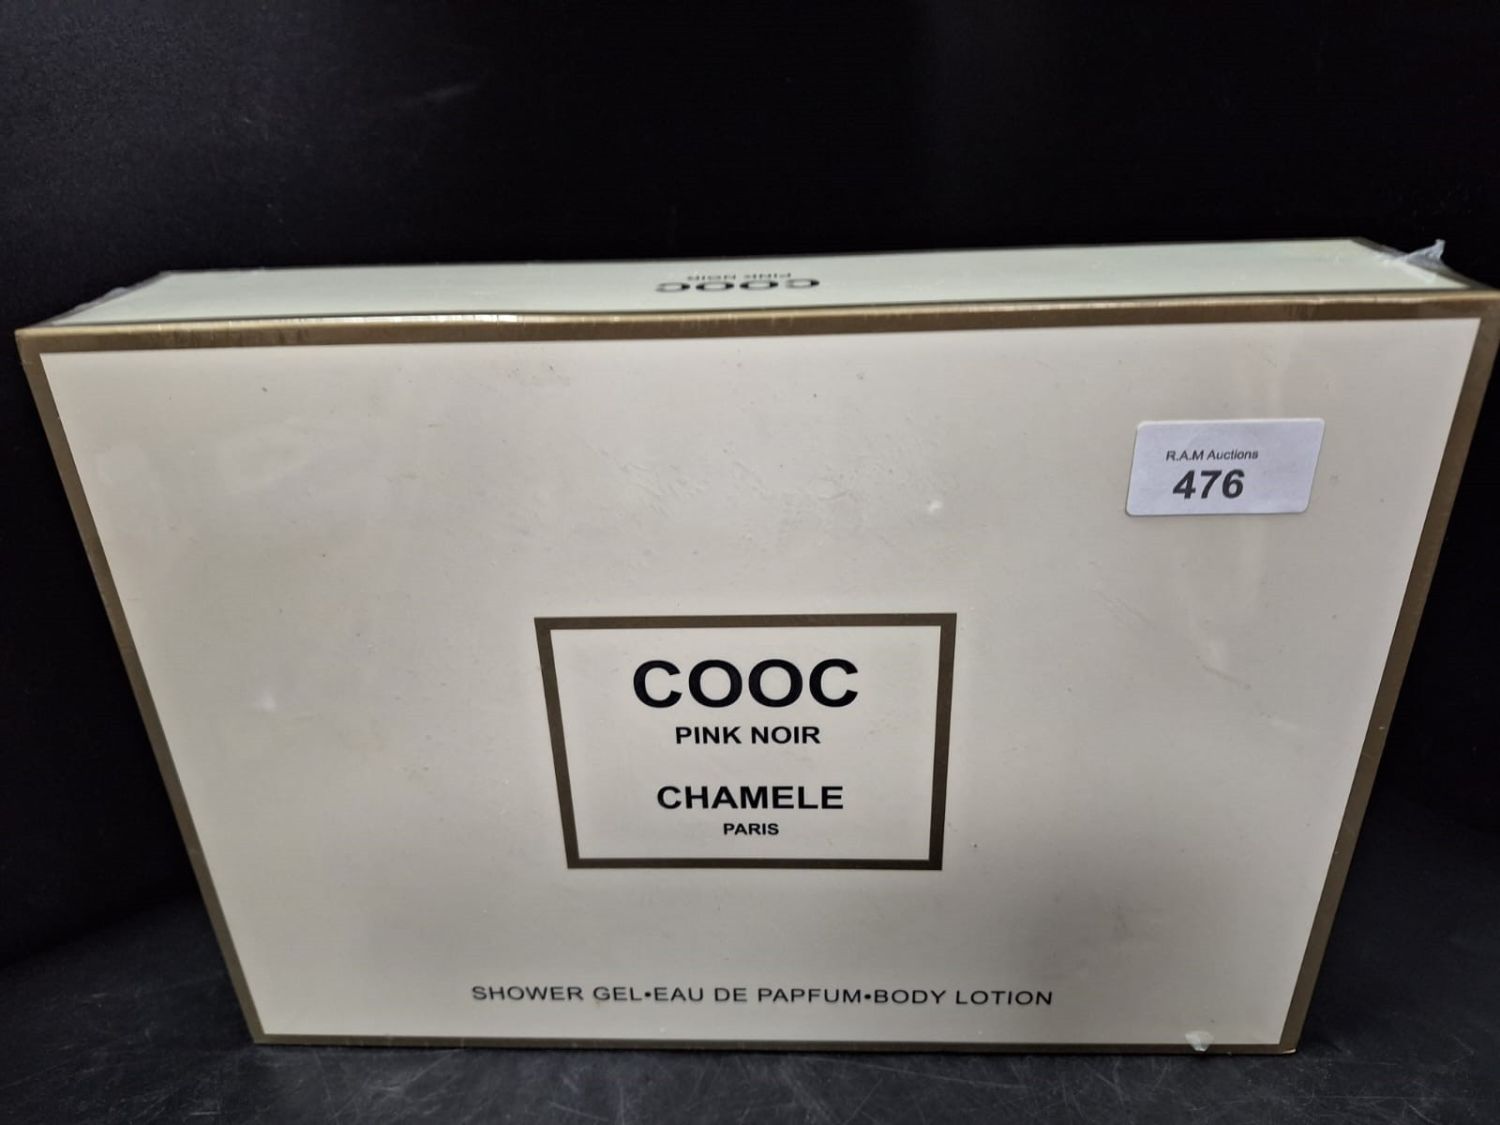 COOC
PINK NOIR
R.A.M Auctions
476
COOC
PINK NOIR
CHAMELE
PARIS
SHOWER GEL•EAU DE PAPFUM•BODY LOTION